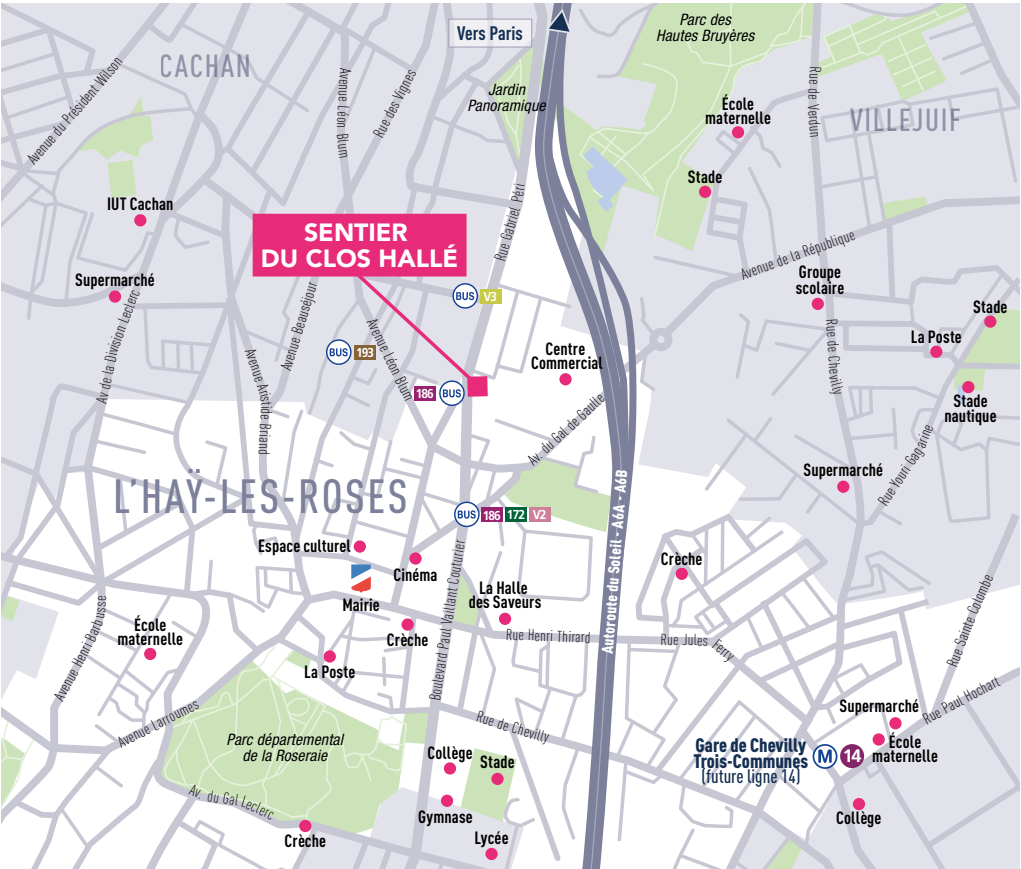 Vers Paris
Parc des
Hautes Bruyères
CACHAN
Avenue du Président Wilson
Avenue Léon Blum
Rue des Vignes
Jardin
Panoramique
École
maternelle
Rue de Verdun
VILLEJUIF
Stade
IUT Cachan
SENTIER
DU CLOS HALLÉ
Rue Gabriel Péri
Avenue de la République
Supermarché
BUS V3
Groupe
scolaire
Stade
Av de la Division Leclerc
Avenue Beauséjour
BUS 193
Avenue Léon Blum
Centre
Commercial
La Poste
Rue de Chevilly
Avenue Aristide Briand
186 BUS
Stade
nautique
Av. du Gal de Gaulle
Supermarché
Rue Youri Gagarine
L'HAŸ-LES-ROSES
BUS 186 172 V2
Autoroute du Soleil - A6A - A6B
Espace culturel
Cinéma
Crèche
Mairie
La Halle
des Saveurs
Boulevard Paul Vaillant Couturier
Avenue Henri Barbusse
École
maternelle
Crèche
Rue Henri Thirard
Rue Jules Ferry
Rue Sainte Colombe
La Poste
Avenue Larroumes
Rue de Chevilly
Supermarché
Rue Paul Hochart
Parc départemental
de la Roseraie
Collège
Stade
Gare de Chevilly
Trois-Communes
(future ligne 14)
M 14
École
maternelle
Av. du Gal Leclerc
Gymnase
Collège
Crèche
Lycée